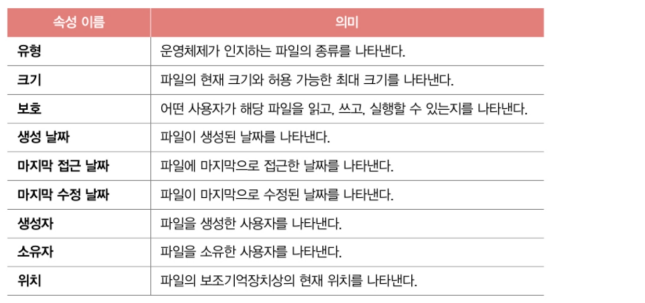 속성 이름 의미
유형 운영체제가 인지하는 파일의 종류를 나타낸다.
크기 파일의 현재 크기와 허용 가능한 최대 크기를 나타낸다.
보호 어떤 사용자가 해당 파일을 읽고, 쓰고, 실행할 수 있는지를 나타낸다.
생성 날짜 파일이 생성된 날짜를 나타낸다.
마지막 접근 날짜 파일에 마지막으로 접근한 날짜를 나타낸다.
마지막 수정 날짜 파일이 마지막으로 수정된 날짜를 나타낸다.
생성자 파일을 생성한 사용자를 나타낸다.
소유자 파일을 소유한 사용자를 나타낸다.
위치 파일의 보조기억장치상의 현재 위치를 나타낸다.